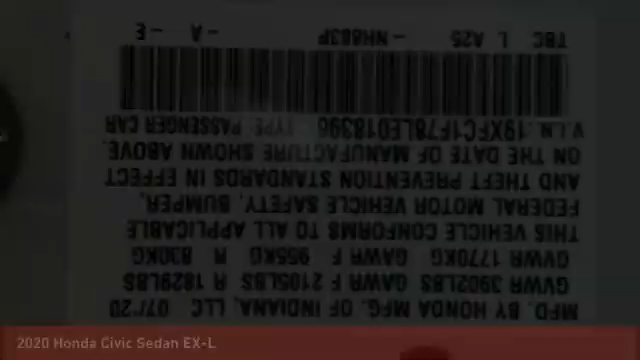 MFD. BY HONDA MFG. OF INDIANA, LLC. 07/20
GVWR 3902LBS GAWR F 2105LBS R 1829LBS
GVWR 1770KG GAWR F 955KG R 830KG
THIS VEHICLE CONFORMS TO ALL APPLICABLE
FEDERAL MOTOR VEHICLE SAFETY, BUMPER,
AND THEFT PREVENTION STANDARDS IN EFFECT
ON THE DATE OF MANUFACTURE SHOWN ABOVE.
V.I.N. 19XFC1F78LE018396 TYPE: PASSENGER CAR
TBC L A25 - NH883P - A - E
2020 Honda Civic Sedan EX-L